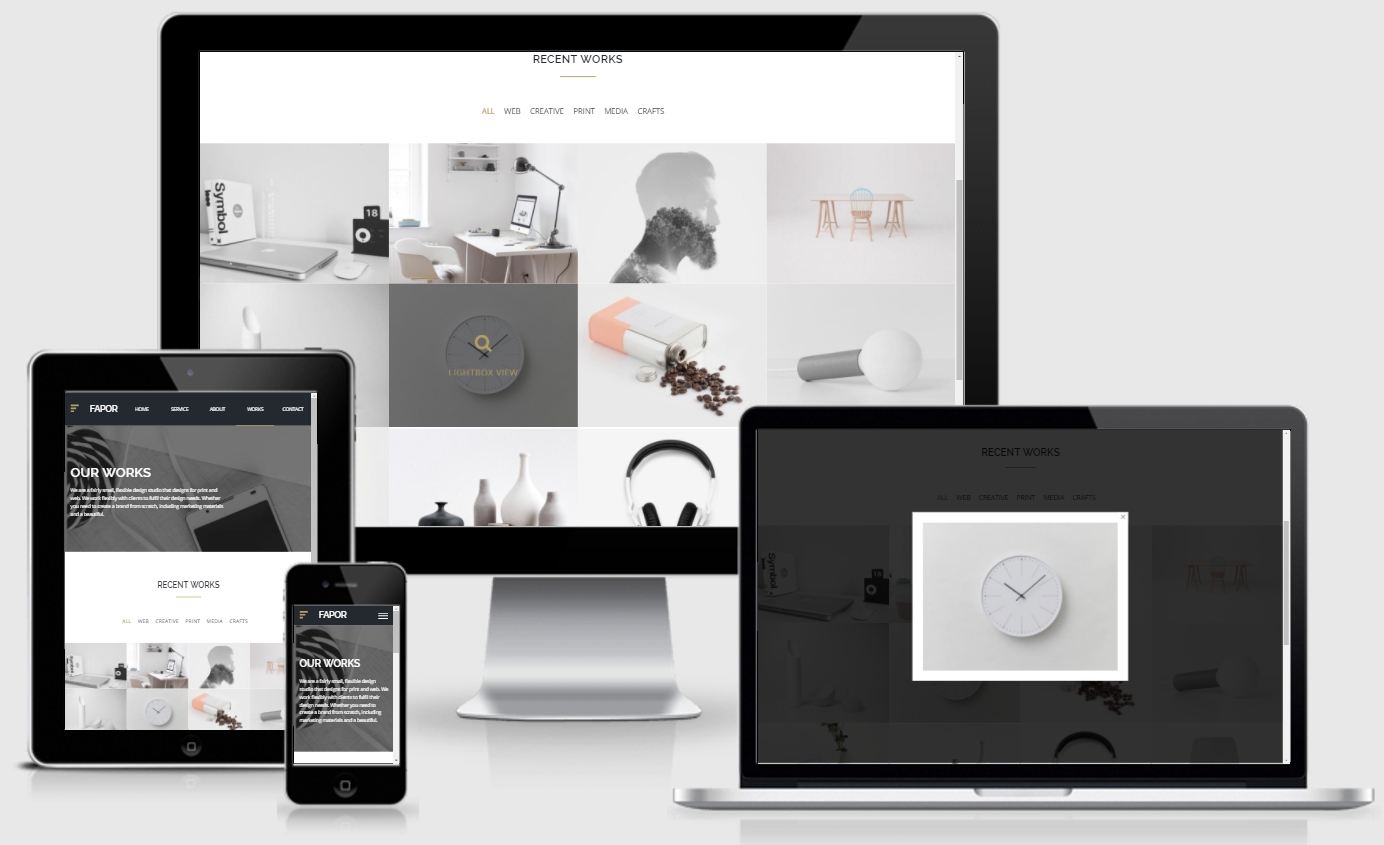 RECENT WORKS
ALL WEB CREATIVE PRINT MEDIA CRAFTS
Symbol
18
LIGHTBOX VIEW
FAPOR HOME SERVICE ABOUT WORKS CONTACT
OUR WORKS
We are a fairly small, flexible design studio that designs for print and
web. We work flexibly with clients to fulfil their design needs. Whether
you need to create a brand from scratch, including marketing materials
and a beautiful.
RECENT WORKS
ALL WEB CREATIVE PRINT MEDIA CRAFTS
FAPOR
OUR WORKS
We are a fairly small, flexible design
studio that designs for print and web. We
work flexibly with clients to fulfil their
design needs. Whether you need to
create a brand from scratch, including
marketing materials and a beautiful.
RECENT WORKS
ALL WEB CREATIVE PRINT MEDIA CRAFTS
Symbol
18